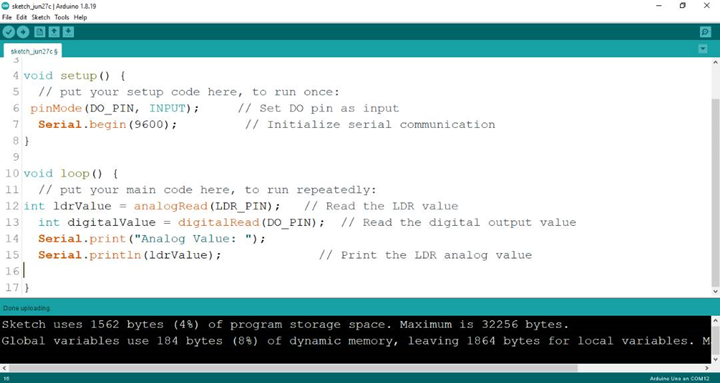 sketch_jun27c | Arduino 1.8.19
File Edit Sketch Tools Help
sketch_jun27c §
3
4 void setup() {
5 // put your setup code here, to run once:
6 pinMode(DO_PIN, INPUT); // Set DO pin as input
7 Serial.begin(9600); // Initialize serial communication
8 }
9
10 void loop() {
11 // put your main code here, to run repeatedly:
12 int ldrValue = analogRead(LDR_PIN); // Read the LDR value
13 int digitalValue = digitalRead(DO_PIN); // Read the digital output value
14 Serial.print("Analog Value: ");
15 Serial.println(ldrValue); // Print the LDR analog value
16
17 }
Done uploading.
Sketch uses 1562 bytes (4%) of program storage space. Maximum is 32256 bytes.
Global variables use 184 bytes (8%) of dynamic memory, leaving 1864 bytes for local variables. M
16 Arduino Uno on COM12